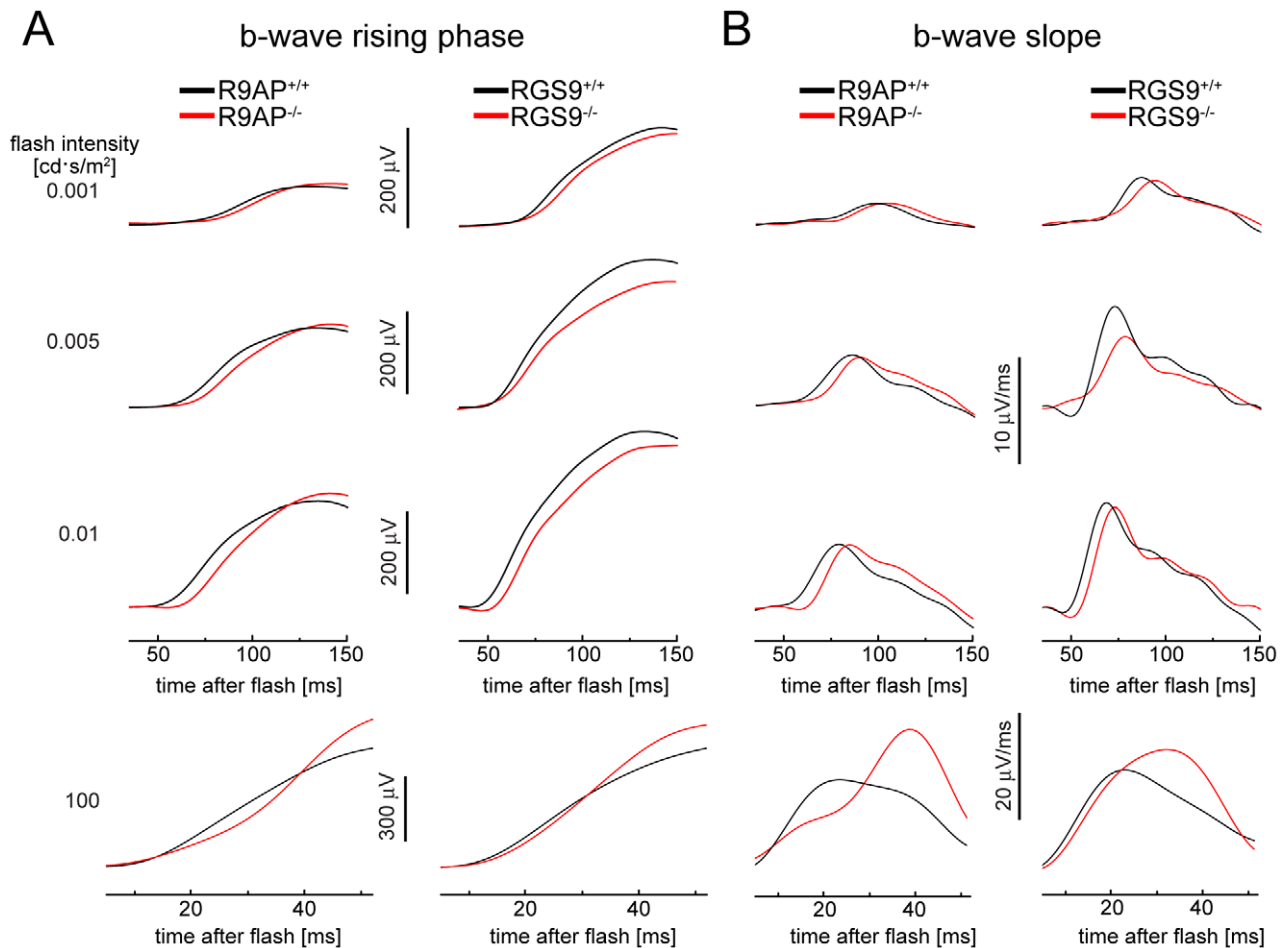 A
b-wave rising phase
B
b-wave slope
R9AP+/+
R9AP-/-
RGS9+/+
RGS9-/-
R9AP+/+
R9AP-/-
RGS9+/+
RGS9-/-
flash intensity
[cd·s/m²]
0.001
200 µV
0.005
200 µV
10 µV/ms
0.01
200 µV
50 100 150
50 100 150
50 100 150
50 100 150
time after flash [ms]
time after flash [ms]
time after flash [ms]
time after flash [ms]
100
300 µV
20 µV/ms
20 40
20 40
20 40
20 40
time after flash [ms]
time after flash [ms]
time after flash [ms]
time after flash [ms]